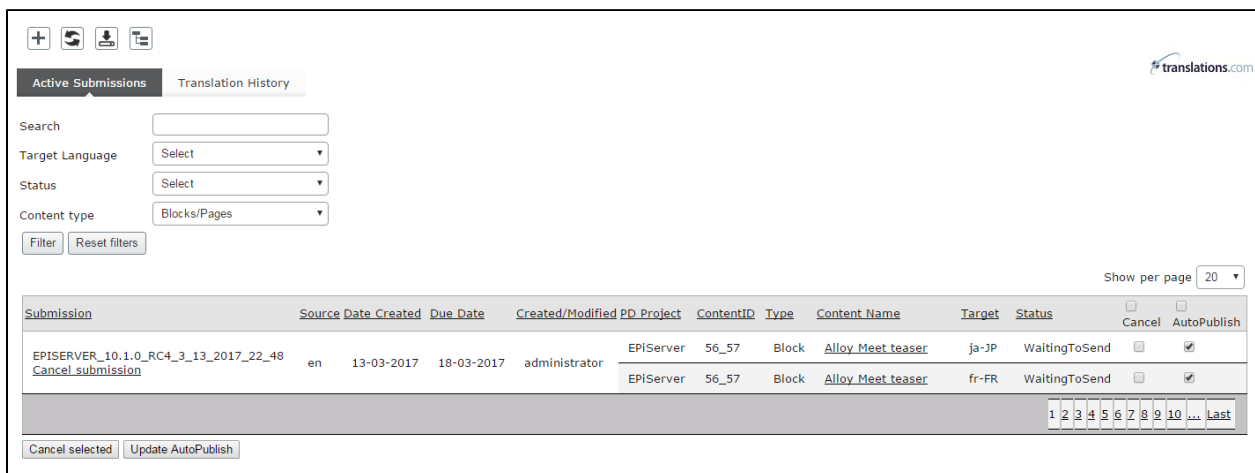 translations.com
Active Submissions Translation History
Search
Target Language Select
Status Select
Content type Blocks/Pages
Filter Reset filters
Show per page 20
Submission Source Date Created Due Date Created/Modified PD Project ContentID Type Content Name Target Status Cancel AutoPublish
EPISERVER_10.1.0_RC4_3_13_2017_22_48
Cancel submission
en 13-03-2017 18-03-2017 administrator
EPiServer 56_57 Block Alloy Meet teaser ja-JP WaitingToSend
EPiServer 56_57 Block Alloy Meet teaser fr-FR WaitingToSend
1 2 3 4 5 6 7 8 9 10 ... Last
Cancel selected Update AutoPublish